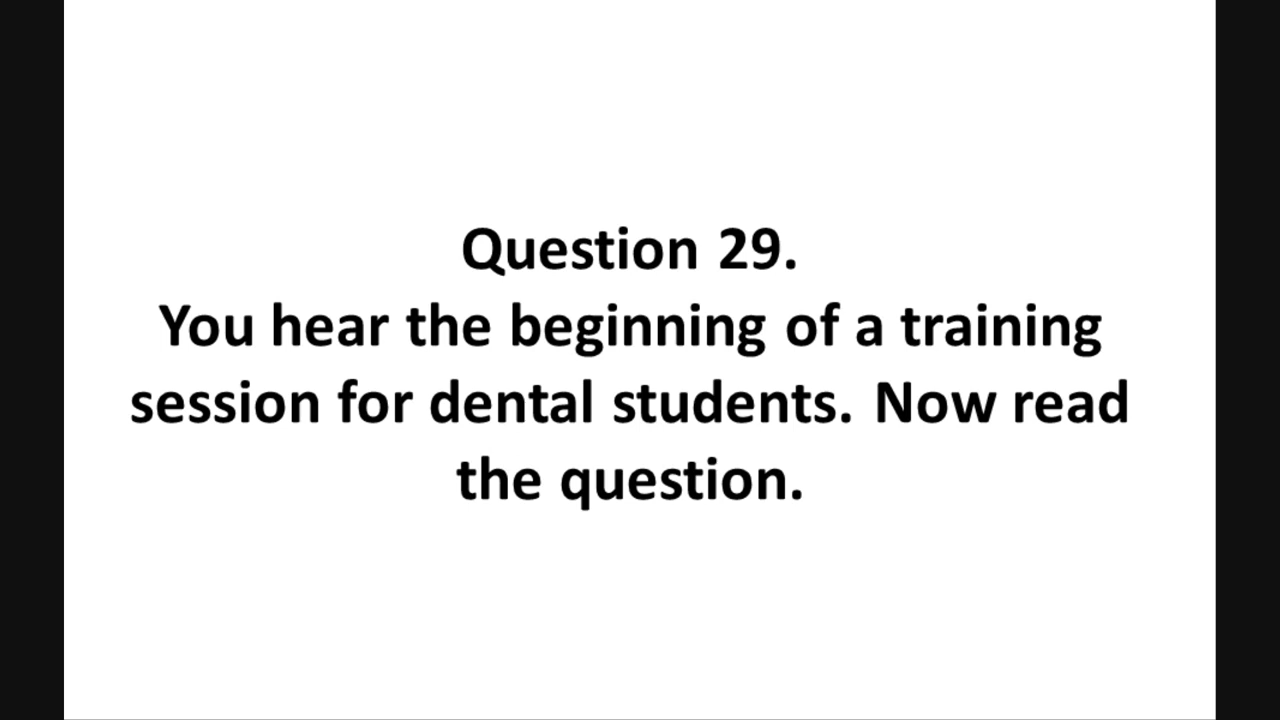 Question 29.
You hear the beginning of a training
session for dental students. Now read
the question.